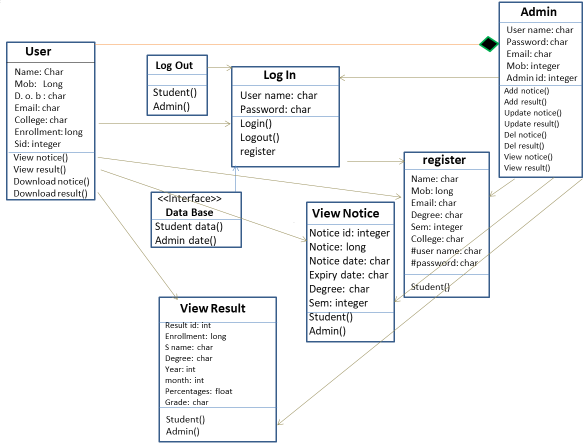 User
Name: Char
Mob: Long
D. o. b : char
Email: char
College: char
Enrollment: long
Sid: integer
View notice()
View result()
Download notice()
Download result()
Log Out
Student()
Admin()
Log In
User name: char
Password: char
Login()
Logout()
register
Admin
User name: char
Password: char
Email: char
Mob: integer
Admin id: integer
Add notice()
Add result()
Update notice()
Update result()
Del notice()
Del result()
View notice()
View result()
<<Interface>>
Data Base
Student data()
Admin date()
View Notice
Notice id: integer
Notice: long
Notice date: char
Expiry date: char
Degree: char
Sem: integer
Student()
Admin()
register
Name: char
Mob: long
Email: char
Degree: char
Sem: integer
College: char
#user name: char
#password: char
Student()
View Result
Result id: int
Enrollment: long
S name: char
Degree: char
Year: int
month: int
Percentages: float
Grade: char
Student()
Admin()